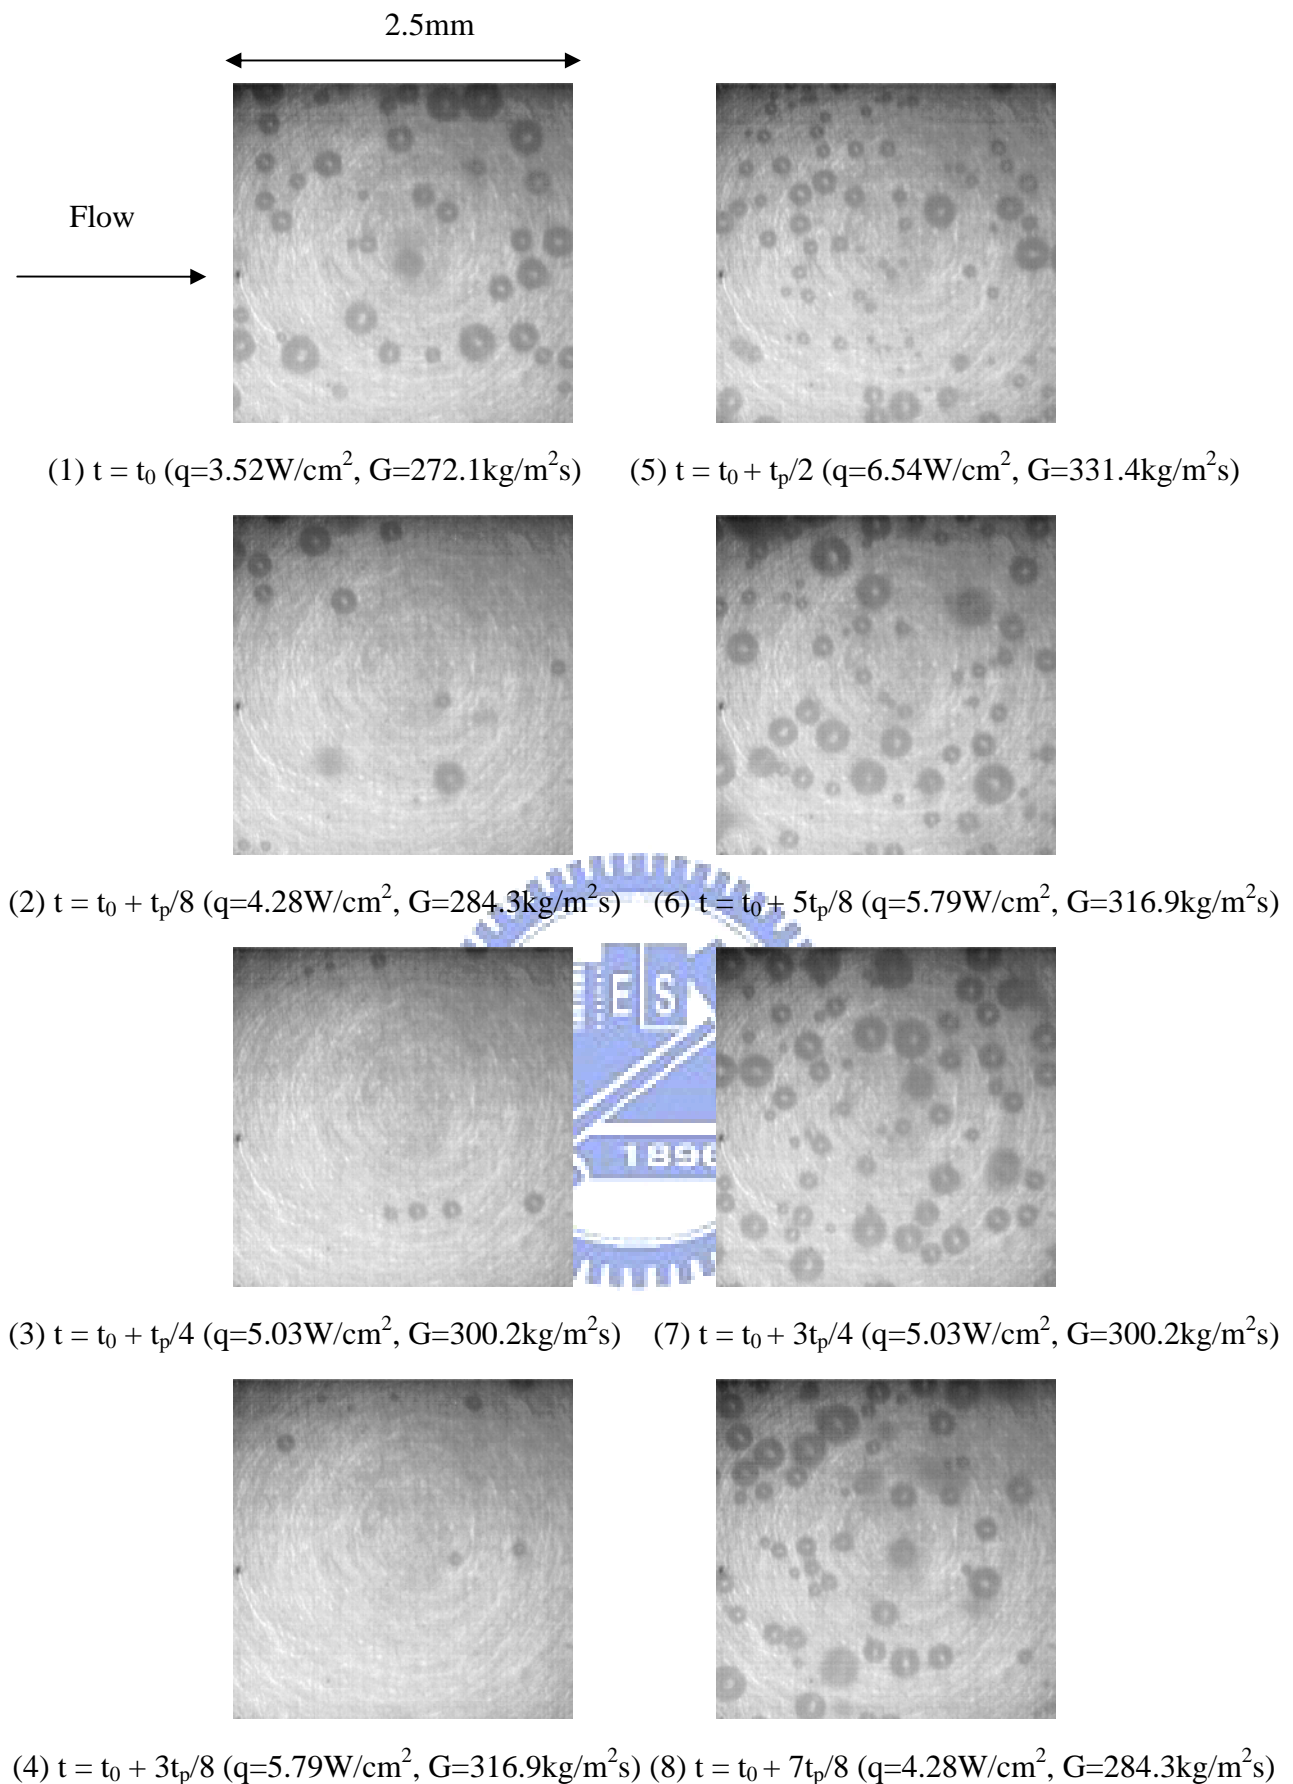 2.5mm
Flow
(1) t = t₀ (q=3.52W/cm², G=272.1kg/m²s)
(5) t = t₀ + tₚ/2 (q=6.54W/cm², G=331.4kg/m²s)
(2) t = t₀ + tₚ/8 (q=4.28W/cm², G=284.3kg/m²s)
(6) t = t₀ + 5tₚ/8 (q=5.79W/cm², G=316.9kg/m²s)
ES
(3) t = t₀ + tₚ/4 (q=5.03W/cm², G=300.2kg/m²s)
(7) t = t₀ + 3tₚ/4 (q=5.03W/cm², G=300.2kg/m²s)
(4) t = t₀ + 3tₚ/8 (q=5.79W/cm², G=316.9kg/m²s)
(8) t = t₀ + 7tₚ/8 (q=4.28W/cm², G=284.3kg/m²s)